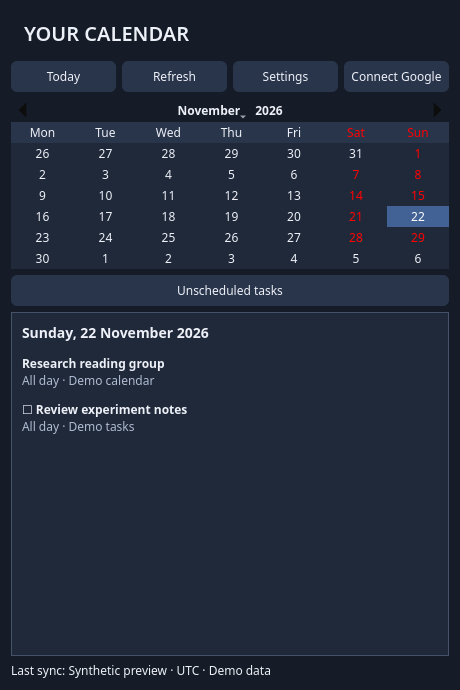 YOUR CALENDAR
Today Refresh Settings Connect Google
November 2026
Mon Tue Wed Thu Fri Sat Sun
26 27 28 29 30 31 1
2 3 4 5 6 7 8
9 10 11 12 13 14 15
16 17 18 19 20 21 22
23 24 25 26 27 28 29
30 1 2 3 4 5 6
Unscheduled tasks
Sunday, 22 November 2026
Research reading group
All day · Demo calendar
☐ Review experiment notes
All day · Demo tasks
Last sync: Synthetic preview · UTC · Demo data